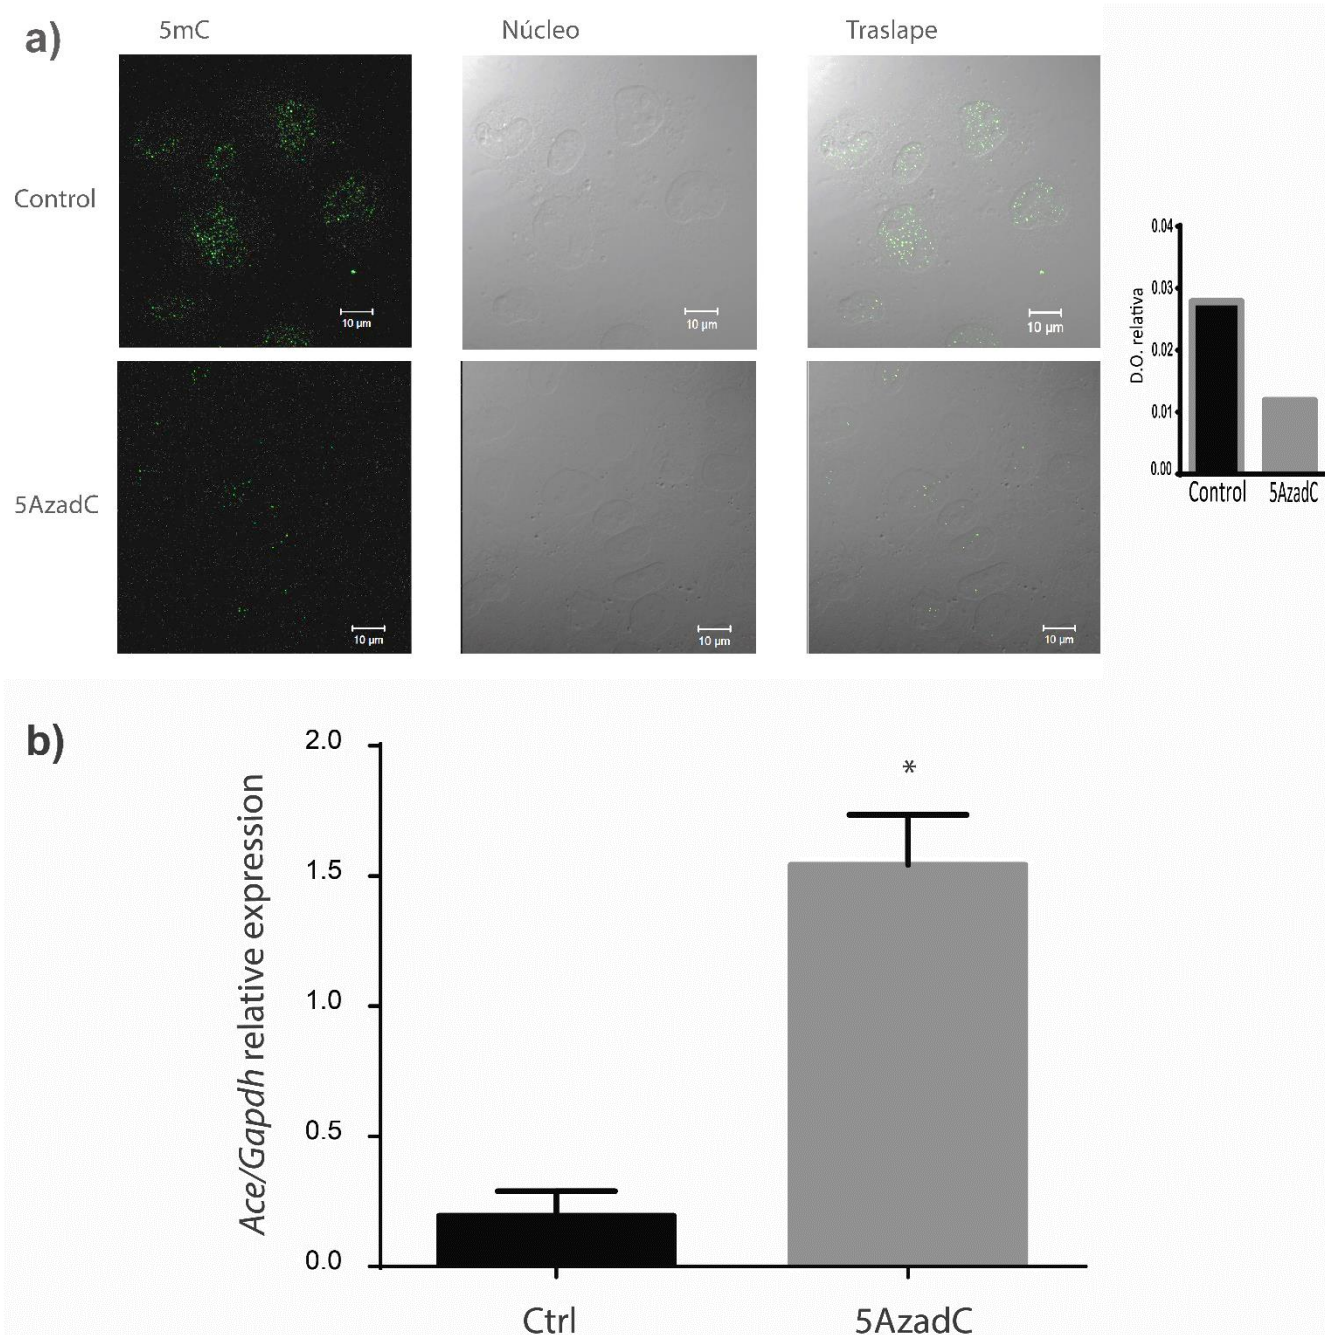 a)
5mC
Núcleo
Traslape
Control
10 µm
10 µm
10 µm
5AzadC
10 µm
10 µm
10 µm
D.O. relativa
0.04
0.03
0.02
0.01
0.00
Control
5AzadC
b)
Ace/Gapdh relative expression
2.0
1.5
1.0
0.5
0.0
*
Ctrl
5AzadC